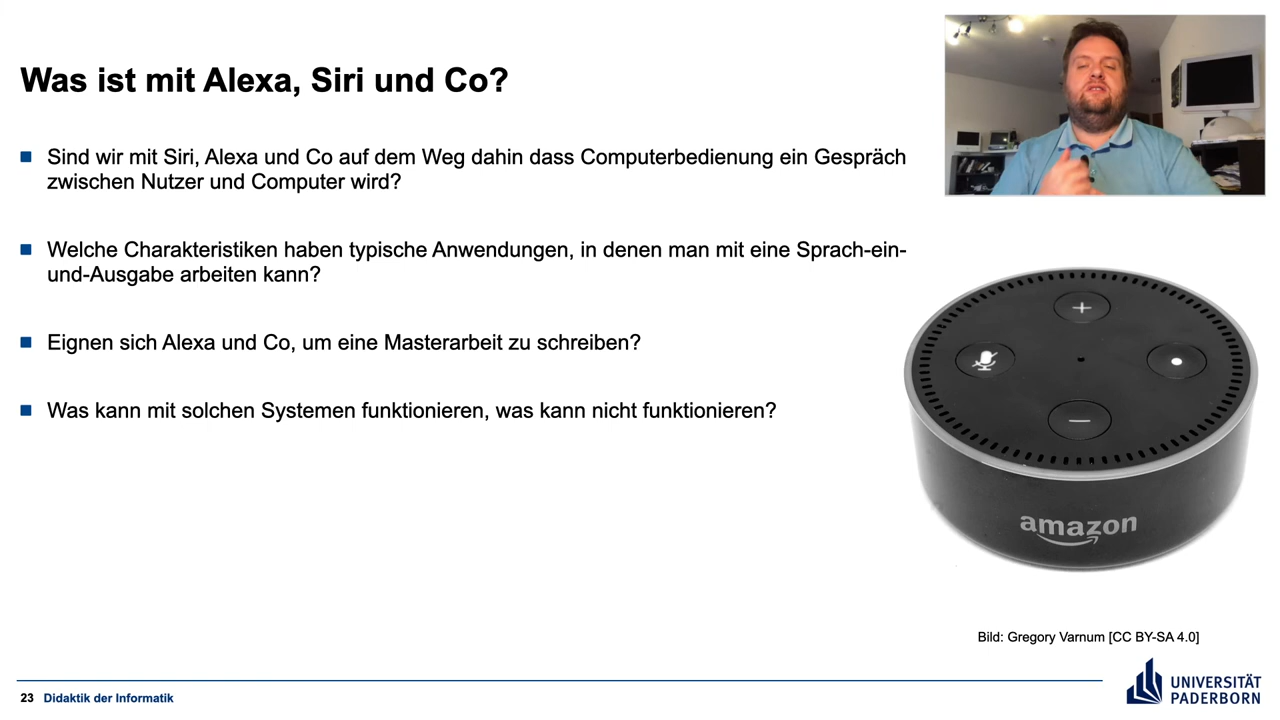 Was ist mit Alexa, Siri und Co?
Sind wir mit Siri, Alexa und Co auf dem Weg dahin dass Computerbedienung ein Gespräch
zwischen Nutzer und Computer wird?
Welche Charakteristiken haben typische Anwendungen, in denen man mit eine Sprach-ein-
und-Ausgabe arbeiten kann?
Eignen sich Alexa und Co, um eine Masterarbeit zu schreiben?
Was kann mit solchen Systemen funktionieren, was kann nicht funktionieren?
amazon
Bild: Gregory Varnum [CC BY-SA 4.0]
23 Didaktik der Informatik
UNIVERSITÄT
PADERBORN